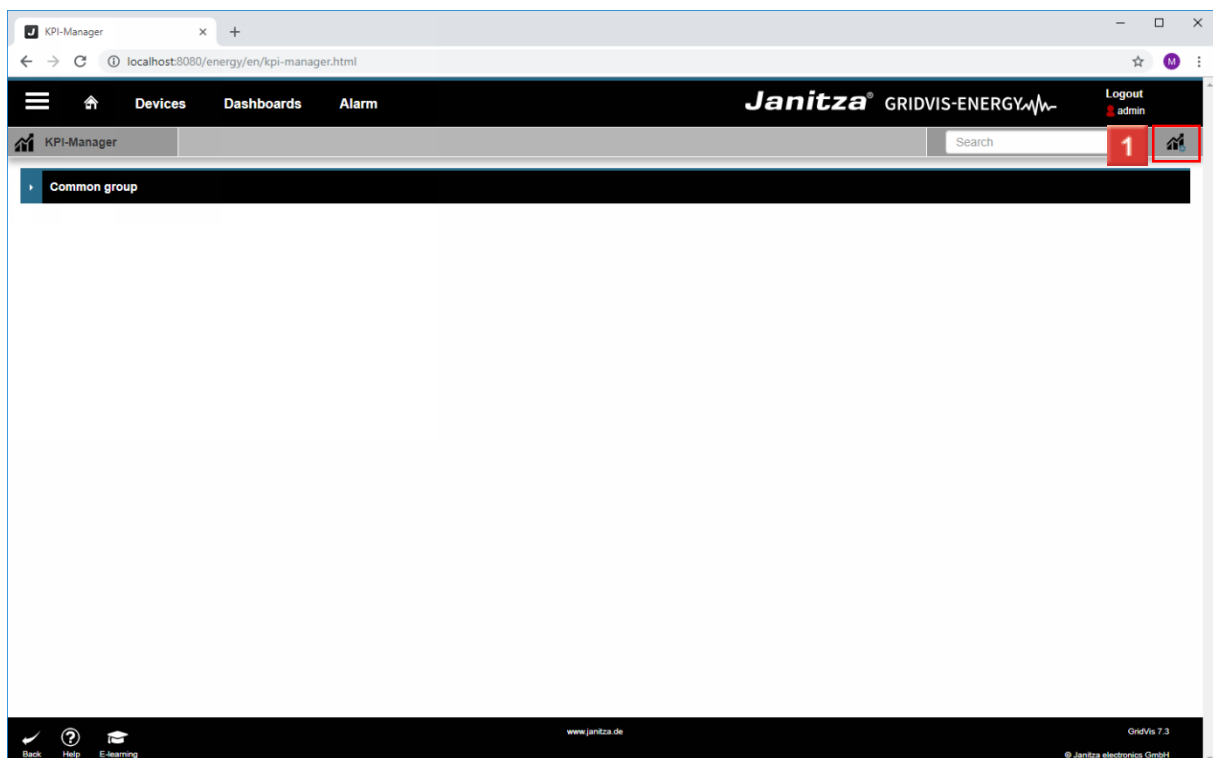 KPI-Manager
localhost:8080/energy/en/kpi-manager.html
M
Devices Dashboards Alarm
Janitza® GRIDVIS-ENERGY
Logout
admin
KPI-Manager
Search
1
Common group
Back Help E-learning
www.janitza.de
GridVis 7.3
© Janitza electronics GmbH